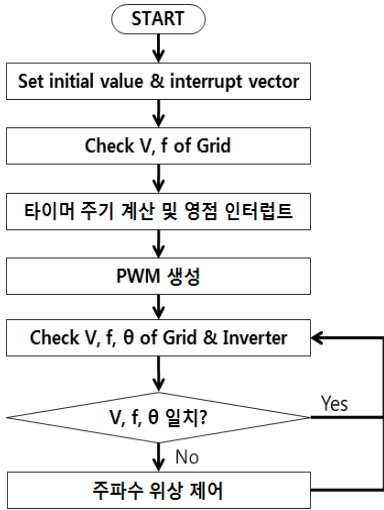 START
Set initial value & interrupt vector
Check V, f of Grid
타이머 주기 계산 및 영점 인터럽트
PWM 생성
Check V, f, θ of Grid & Inverter
V, f, θ 일치?
Yes
No
주파수 위상 제어